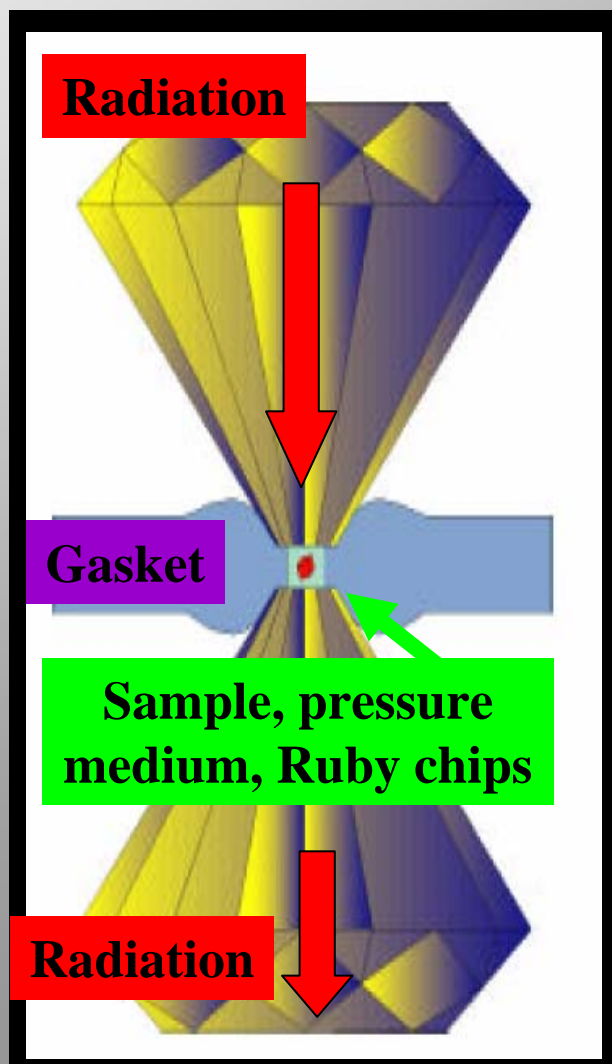 Radiation
Gasket
Sample, pressure
medium, Ruby chips
Radiation